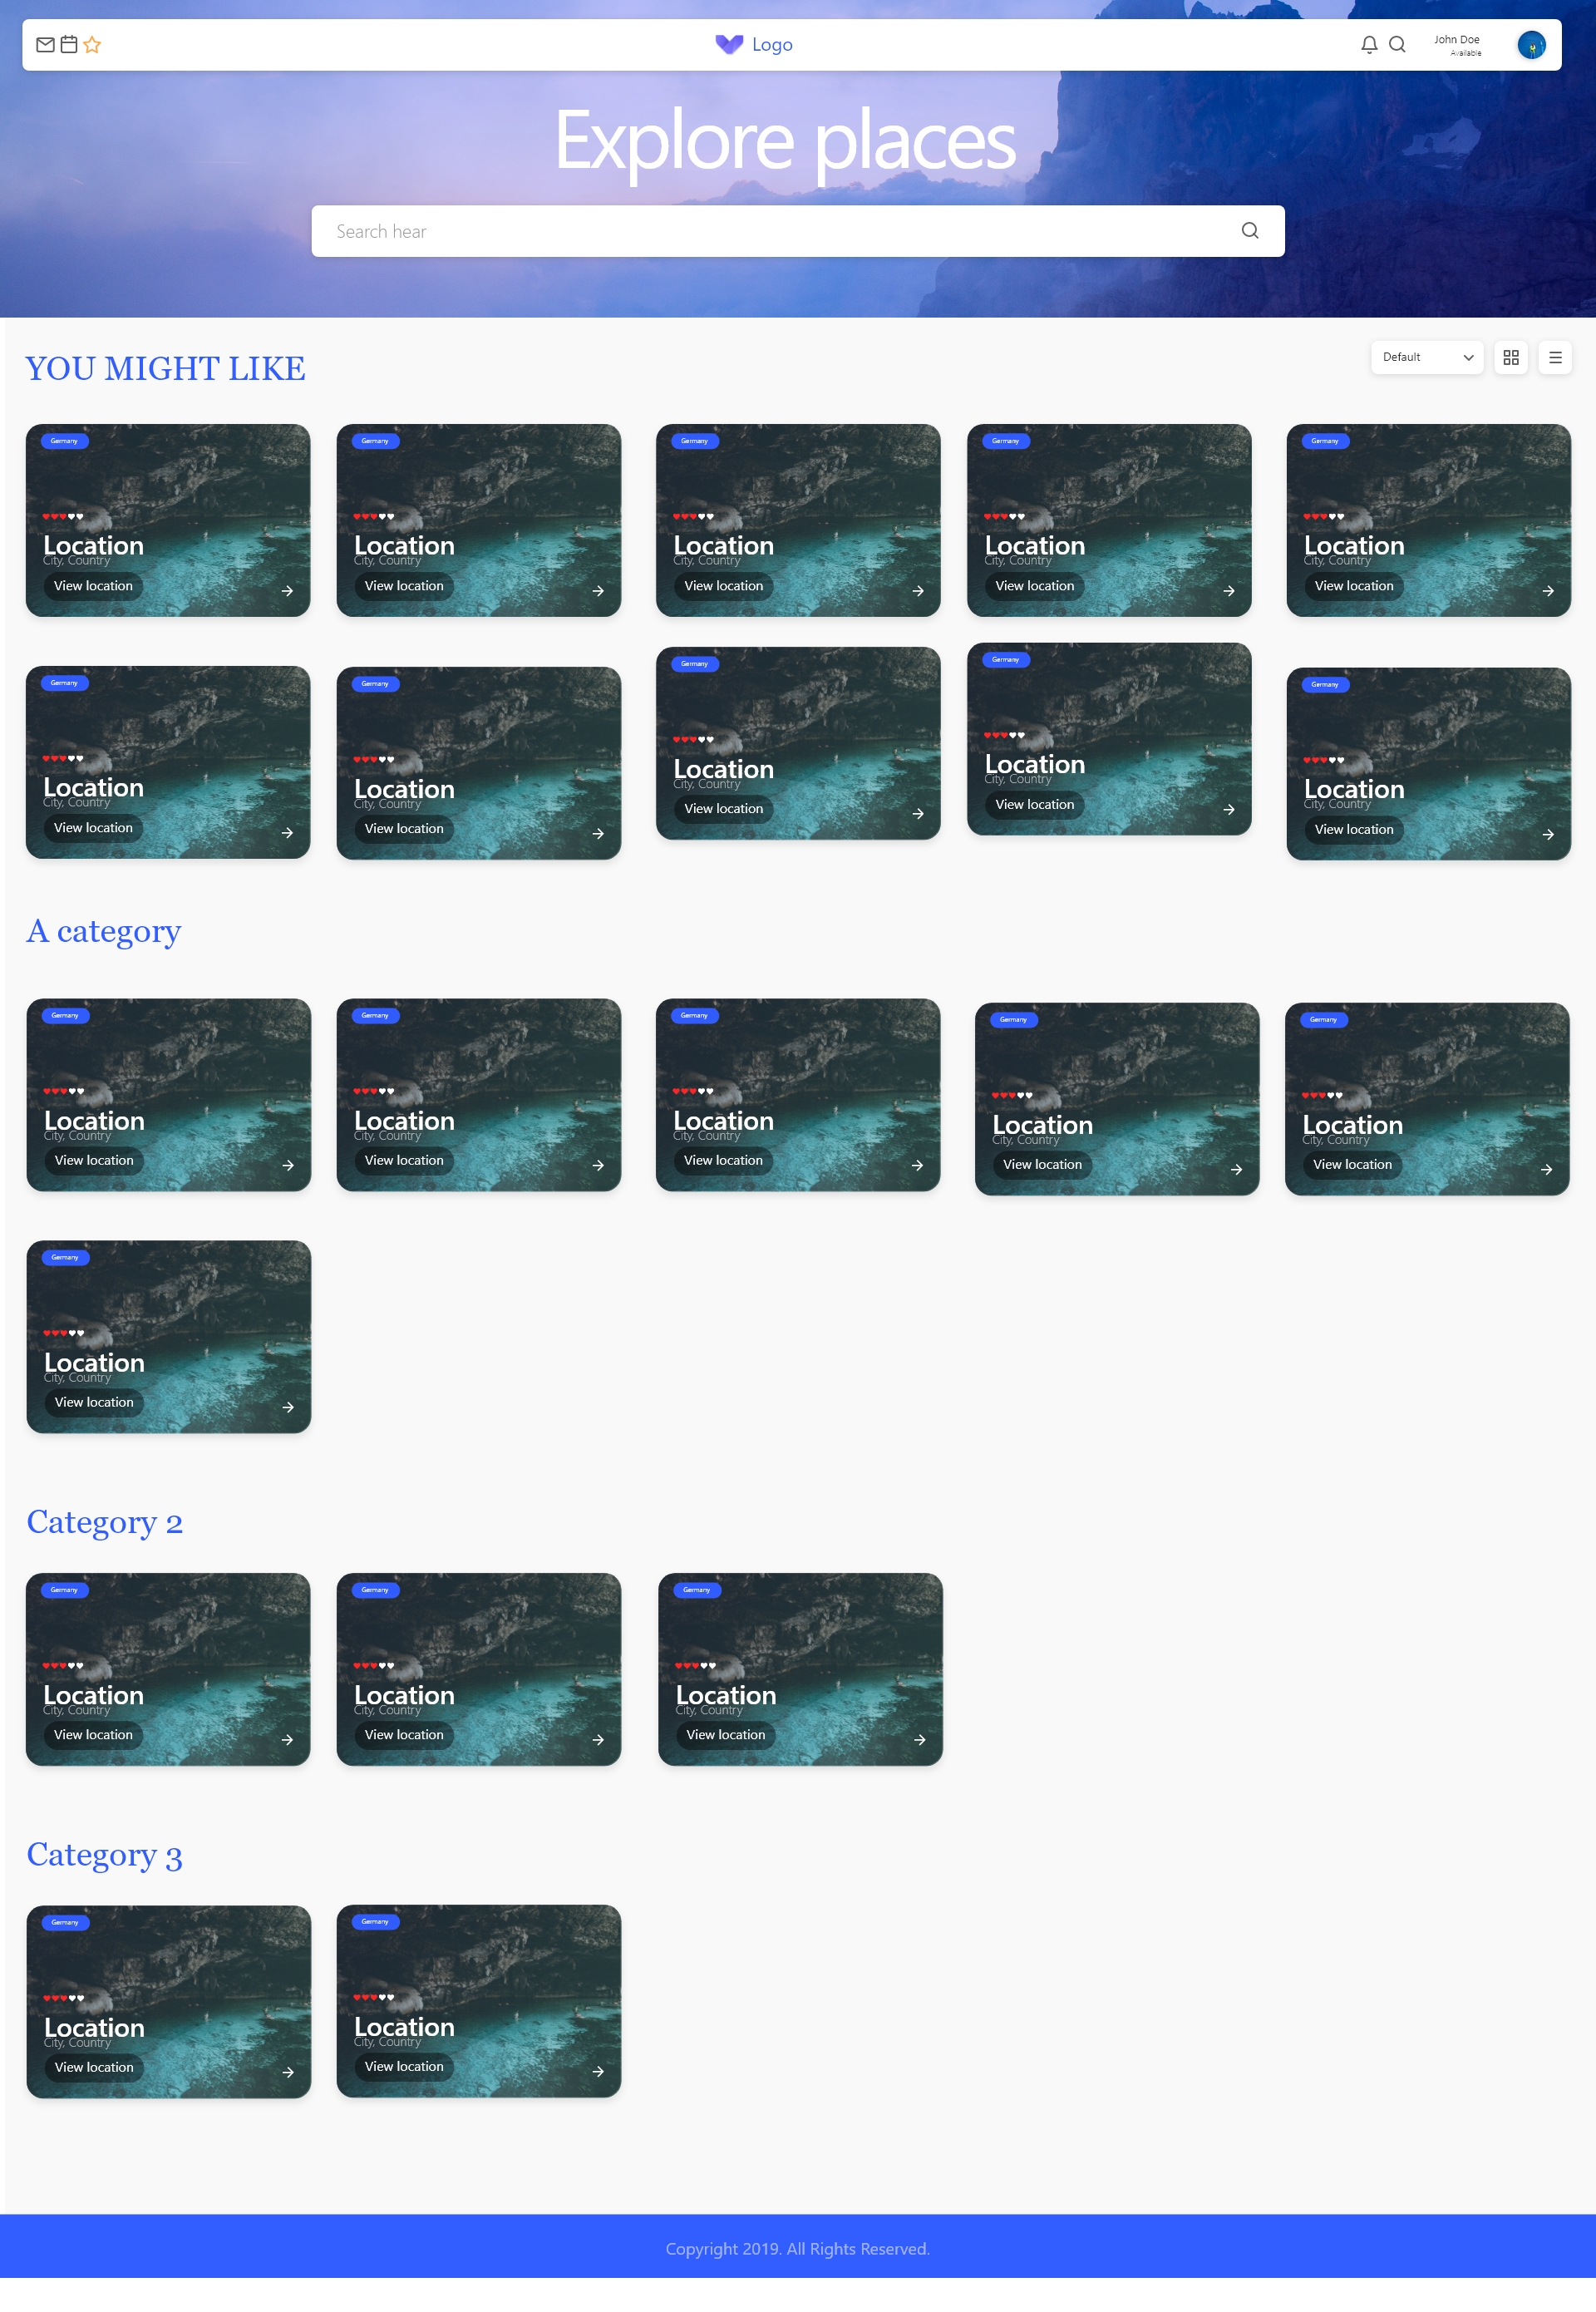 Logo
John Doe
Available
Explore places
Search hear
YOU MIGHT LIKE
Default
Germany
Germany
Germany
Germany
Germany
Location
Location
Location
Location
Location
City, Country
City, Country
City, Country
City, Country
City, Country
View location
View location
View location
View location
View location
Germany
Germany
Germany
Germany
Germany
Location
Location
Location
Location
Location
City, Country
City, Country
City, Country
City, Country
City, Country
View location
View location
View location
View location
View location
A category
Germany
Germany
Germany
Germany
Germany
Location
Location
Location
Location
Location
City, Country
City, Country
City, Country
City, Country
City, Country
View location
View location
View location
View location
View location
Germany
Location
City, Country
View location
Category 2
Germany
Germany
Germany
Location
Location
Location
City, Country
City, Country
City, Country
View location
View location
View location
Category 3
Germany
Germany
Location
Location
City, Country
City, Country
View location
View location
Copyright 2019. All Rights Reserved.